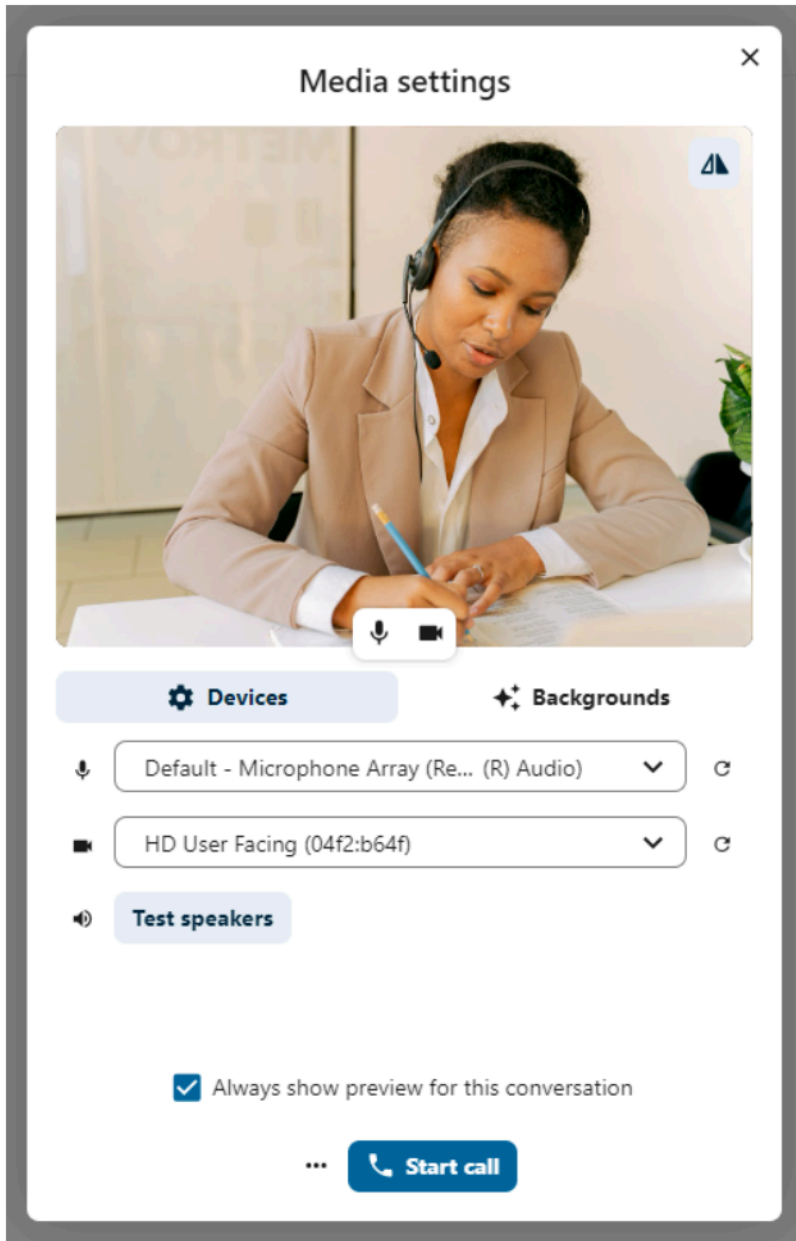 Media settings
METROV
Devices
Backgrounds
Default - Microphone Array (Re... (R) Audio)
HD User Facing (04f2:b64f)
Test speakers
Always show preview for this conversation
Start call